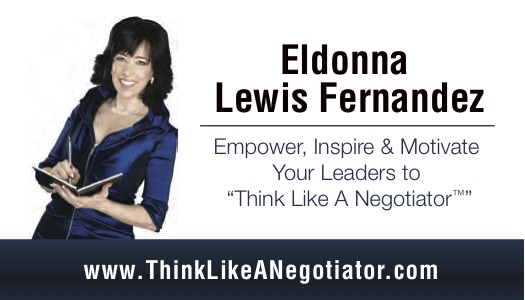 Eldonna
Lewis Fernandez
Empower, Inspire & Motivate
Your Leaders to
“Think Like A Negotiator™”
www.ThinkLikeANegotiator.com